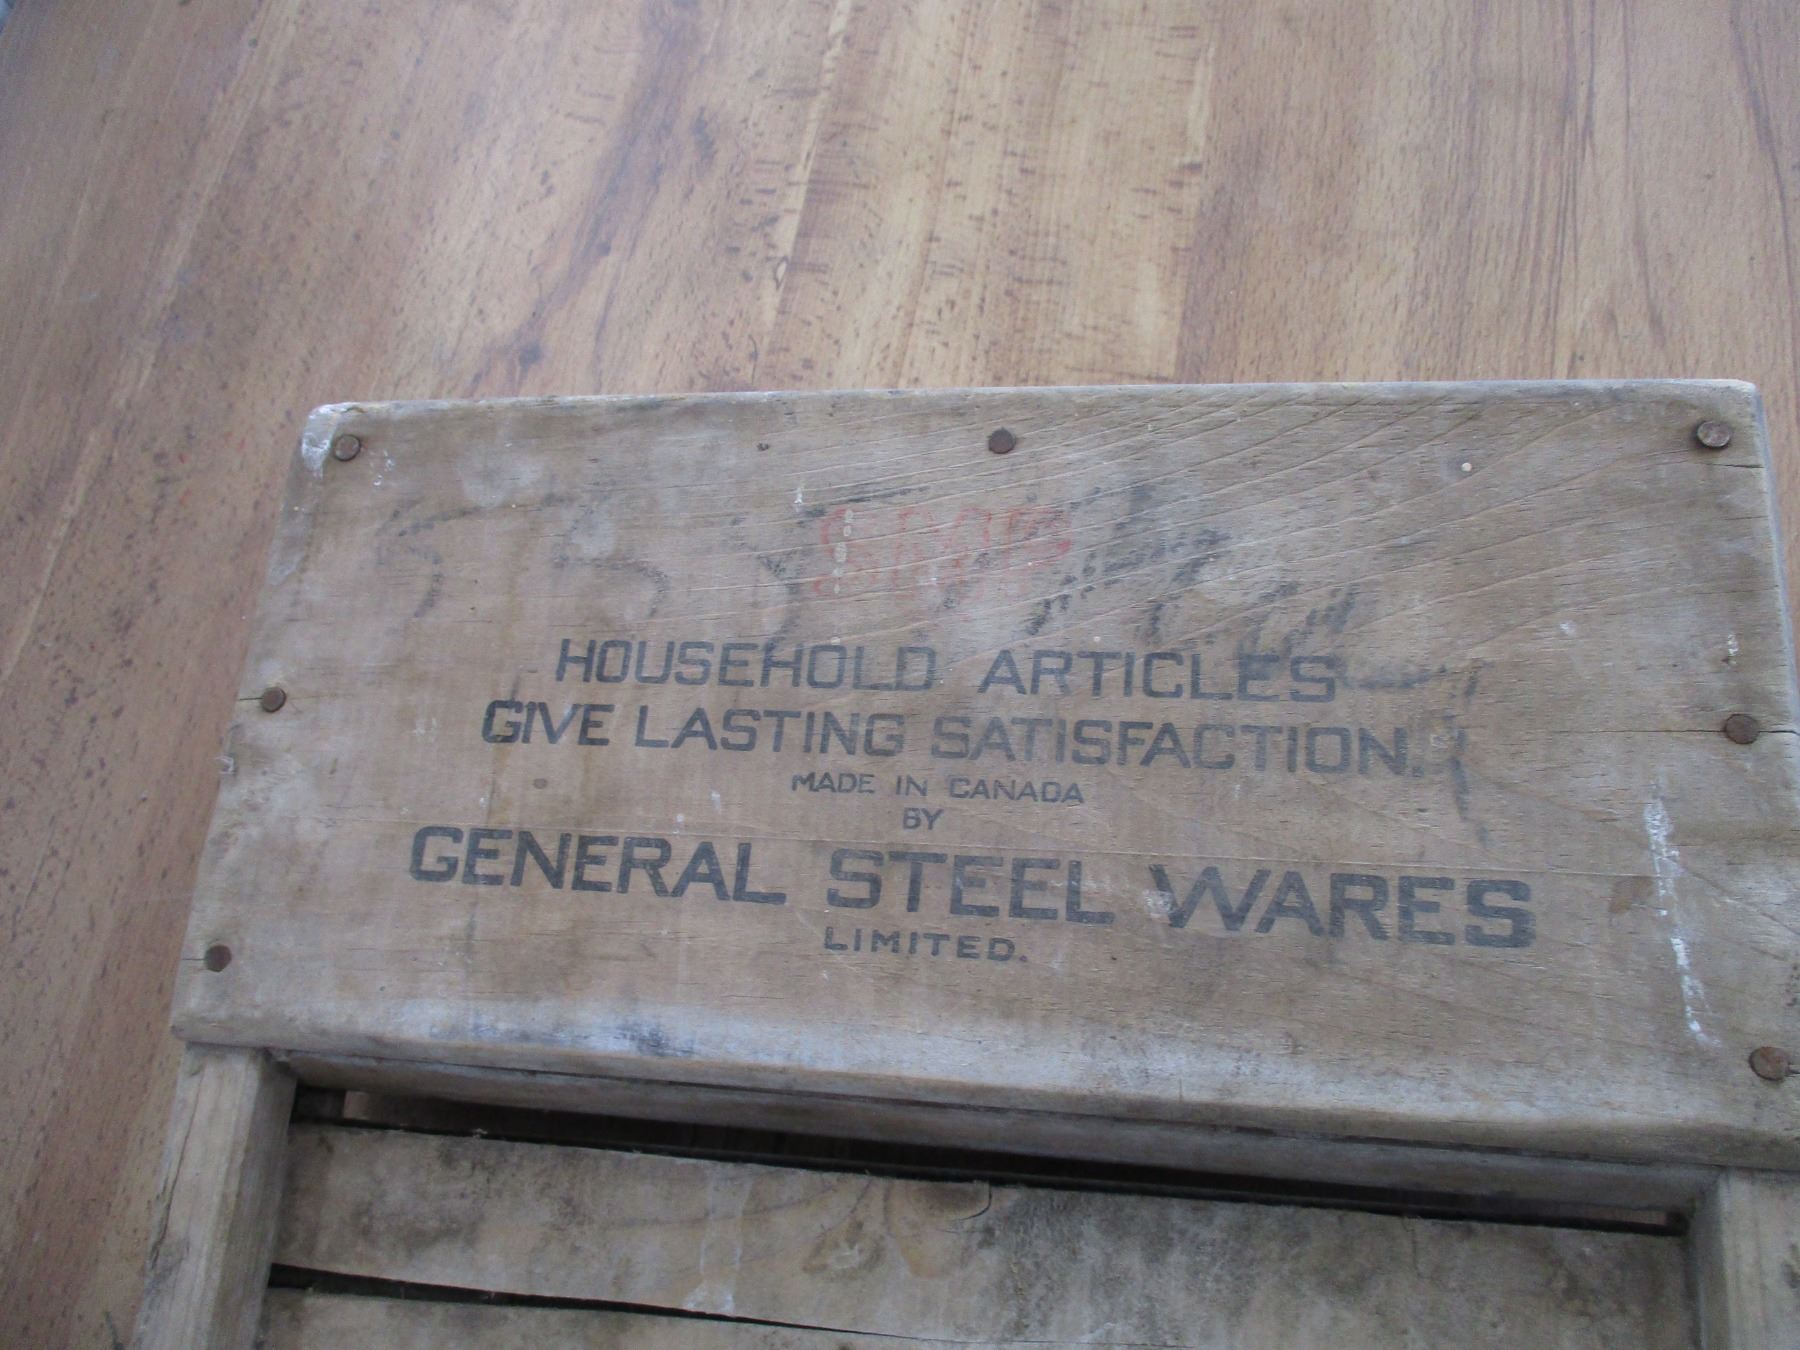 HOUSEHOLD ARTICLES
GIVE LASTING SATISFACTION.
MADE IN CANADA
BY
GENERAL STEEL WARES
LIMITED.